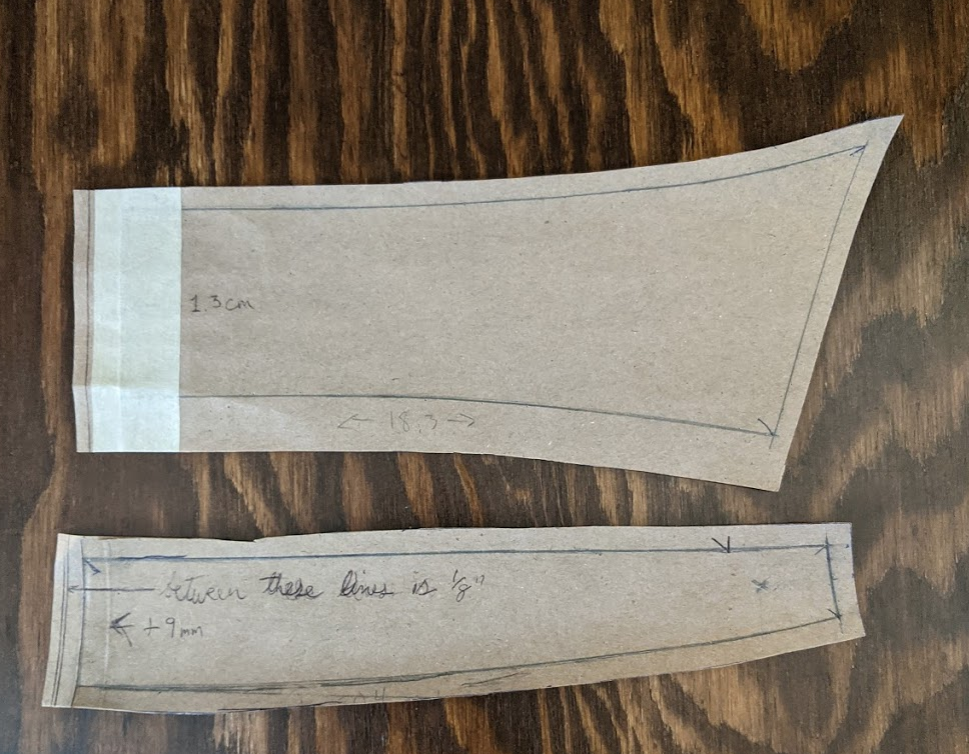 1.3cm
← 18.3 →
between these lines is 1/8"
← +9mm